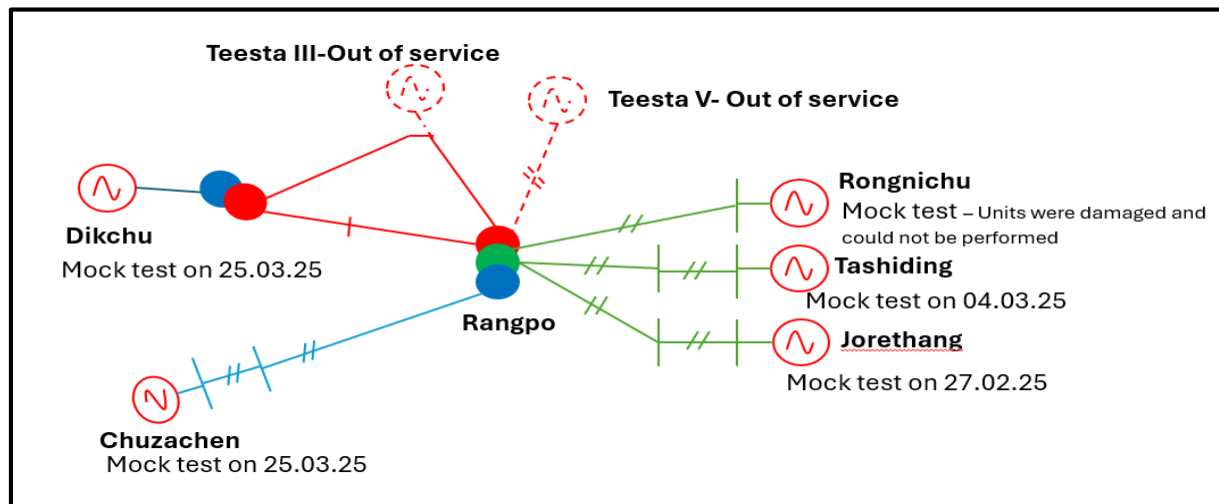 Teesta III-Out of service
Teesta V- Out of service
Rongnichu
Mock test – Units were damaged and
could not be performed
Dikchu
Mock test on 25.03.25
Tashiding
Mock test on 04.03.25
Rangpo
Jorethang
Mock test on 27.02.25
Chuzachen
Mock test on 25.03.25